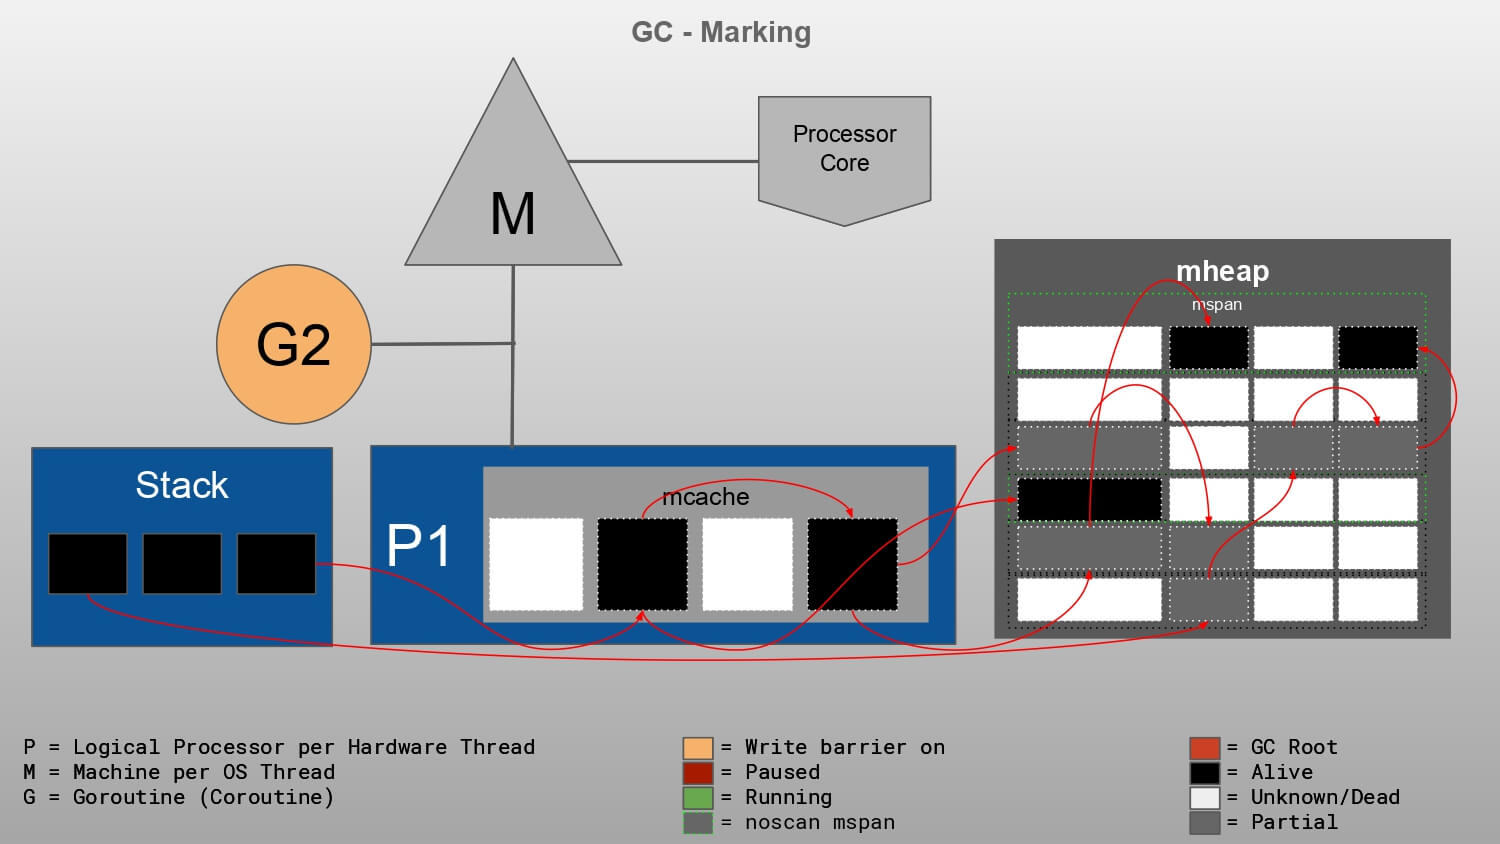 GC - Marking
Processor
Core
M
G2
mheap
mspan
Stack
P1
mcache
P = Logical Processor per Hardware Thread
M = Machine per OS Thread
G = Goroutine (Coroutine)
= Write barrier on
= Paused
= Running
= noscan mspan
= GC Root
= Alive
= Unknown/Dead
= Partial